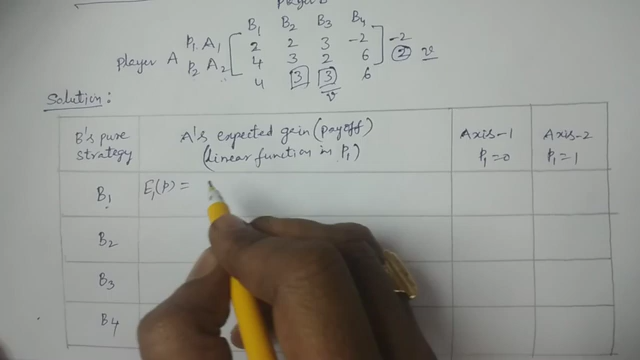 B₁ B₂ B₃ B₄
P₁ A₁ 2 2 3 -2 -2
player A
P₂ A₂ 4 3 2 6 2 v
4 3 3 6
v
Solution:
B's pure strategy
A's expected gain (payoff)
(linear function in P₁)
Axis-1
P₁=0
Axis-2
P₁=1
B₁ E₁(P) =
B₂
B₃
B₄